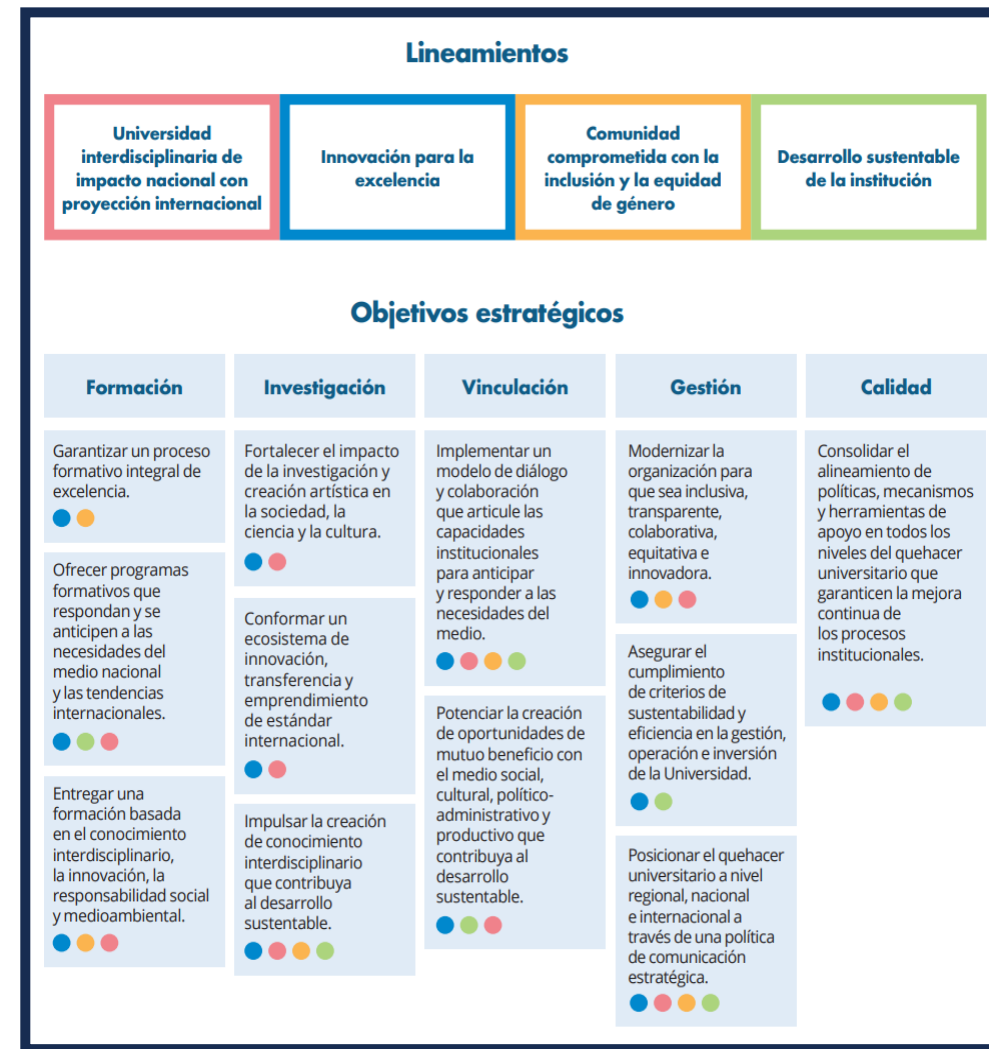 Lineamientos
Universidad
interdisciplinaria de
impacto nacional con
proyección internacional
Innovación para la
excelencia
Comunidad
comprometida con la
inclusión y la equidad
de género
Desarrollo sustentable
de la institución
Objetivos estratégicos
Formación
Garantizar un proceso
formativo integral de
excelencia.
Ofrecer programas
formativos que
respondan y se
anticipen a las
necesidades del
medio nacional
y las tendencias
internacionales.
Entregar una
formación basada
en el conocimiento
interdisciplinario,
la innovación, la
responsabilidad social
y medioambiental.
Investigación
Fortalecer el impacto
de la investigación y
creación artística en
la sociedad, la
ciencia y la cultura.
Conformar un
ecosistema de
innovación,
transferencia y
emprendimiento
de estándar
internacional.
Impulsar la creación
de conocimiento
interdisciplinario
que contribuya
al desarrollo
sustentable.
Vinculación
Implementar un
modelo de diálogo
y colaboración
que articule las
capacidades
institucionales
para anticipar
y responder a las
necesidades del
medio.
Potenciar la creación
de oportunidades de
mutuo beneficio con
el medio social,
cultural, político-
administrativo y
productivo que
contribuya al
desarrollo
sustentable.
Gestión
Modernizar la
organización para
que sea inclusiva,
transparente,
colaborativa,
equitativa e
innovadora.
Asegurar el
cumplimiento
de criterios de
sustentabilidad y
eficiencia en la gestión,
operación e inversión
de la Universidad.
Posicionar el quehacer
universitario a nivel
regional, nacional
e internacional a
través de una política
de comunicación
estratégica.
Calidad
Consolidar el
alineamiento de
políticas, mecanismos
y herramientas de
apoyo en todos los
niveles del quehacer
universitario que
garanticen la mejora
continua de
los procesos
institucionales.